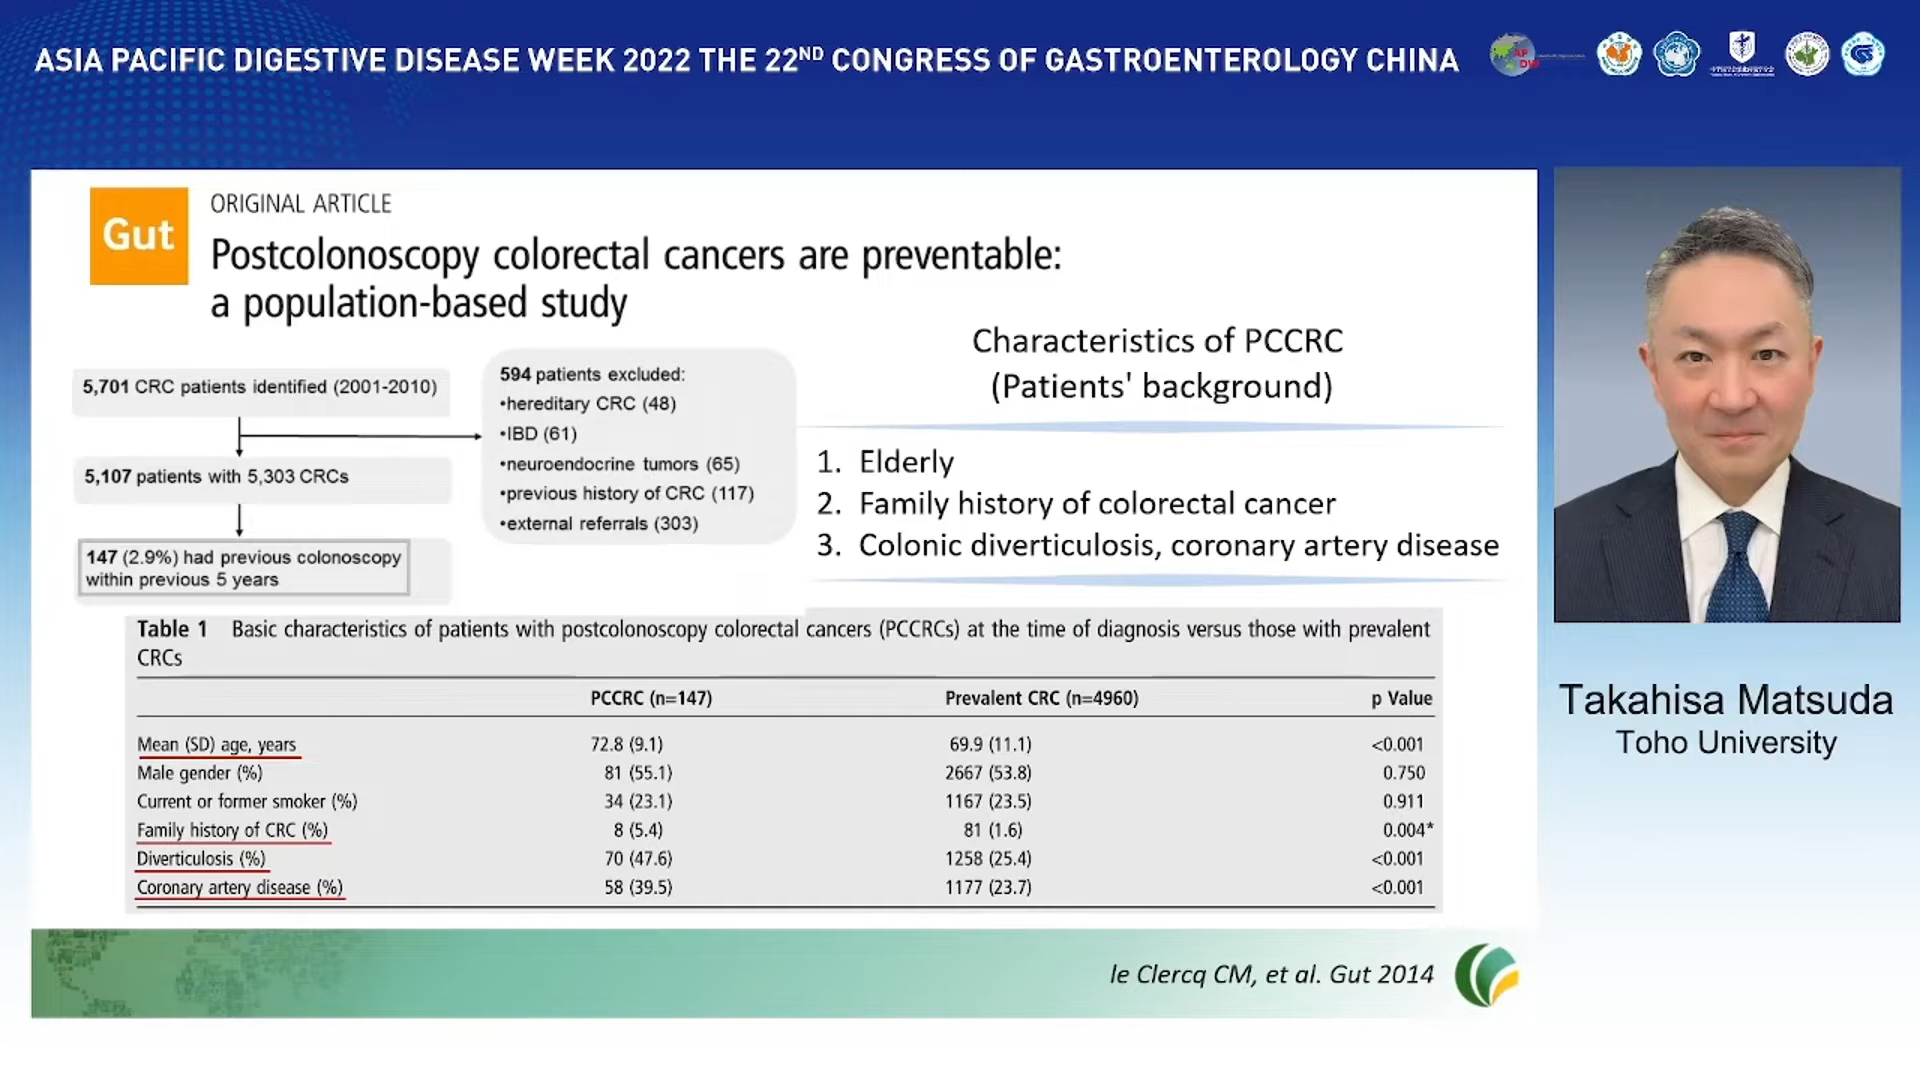 ASIA PACIFIC DIGESTIVE DISEASE WEEK 2022 THE 22ND CONGRESS OF GASTROENTEROLOGY CHINA
AP
DW
Gut
ORIGINAL ARTICLE
Postcolonoscopy colorectal cancers are preventable:
a population-based study
5,701 CRC patients identified (2001-2010)
5,107 patients with 5,303 CRCs
147 (2.9%) had previous colonoscopy
within previous 5 years
594 patients excluded:
•hereditary CRC (48)
•IBD (61)
•neuroendocrine tumors (65)
•previous history of CRC (117)
•external referrals (303)
Characteristics of PCCRC
(Patients' background)
1. Elderly
2. Family history of colorectal cancer
3. Colonic diverticulosis, coronary artery disease
Table 1 Basic characteristics of patients with postcolonoscopy colorectal cancers (PCCRCs) at the time of diagnosis versus those with prevalent
CRCs
PCCRC (n=147) Prevalent CRC (n=4960) p Value
Mean (SD) age, years 72.8 (9.1) 69.9 (11.1) <0.001
Male gender (%) 81 (55.1) 2667 (53.8) 0.750
Current or former smoker (%) 34 (23.1) 1167 (23.5) 0.911
Family history of CRC (%) 8 (5.4) 81 (1.6) 0.004*
Diverticulosis (%) 70 (47.6) 1258 (25.4) <0.001
Coronary artery disease (%) 58 (39.5) 1177 (23.7) <0.001
le Clercq CM, et al. Gut 2014
Takahisa Matsuda
Toho University